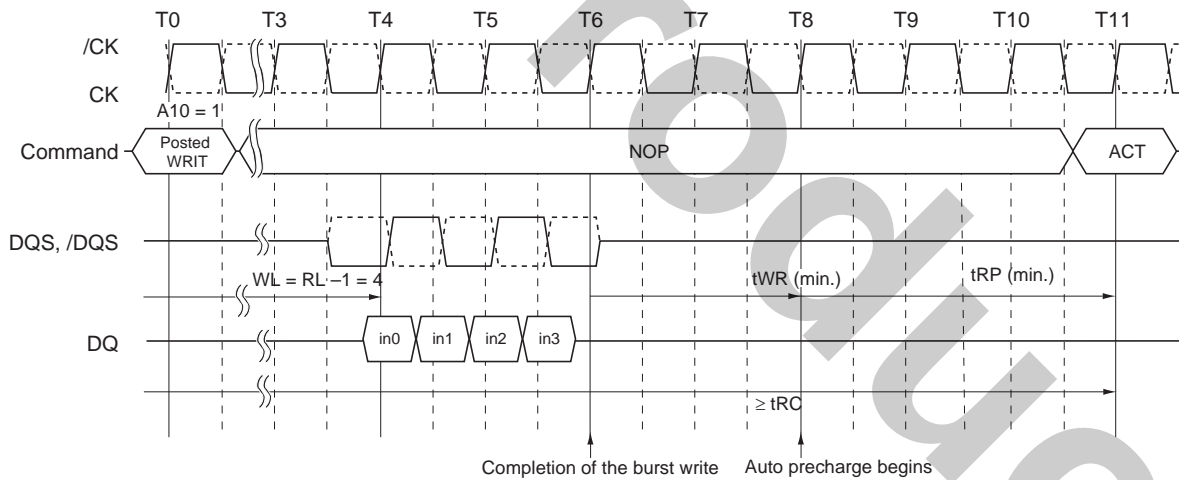 T0 T3 T4 T5 T6 T7 T8 T9 T10 T11
/CK
CK
A10 = 1
Command
Posted
WRIT
NOP
ACT
DQS, /DQS
WL = RL –1 = 4
tWR (min.)
tRP (min.)
DQ
in0 in1 in2 in3
≥ tRC
Completion of the burst write
Auto precharge begins
roduc